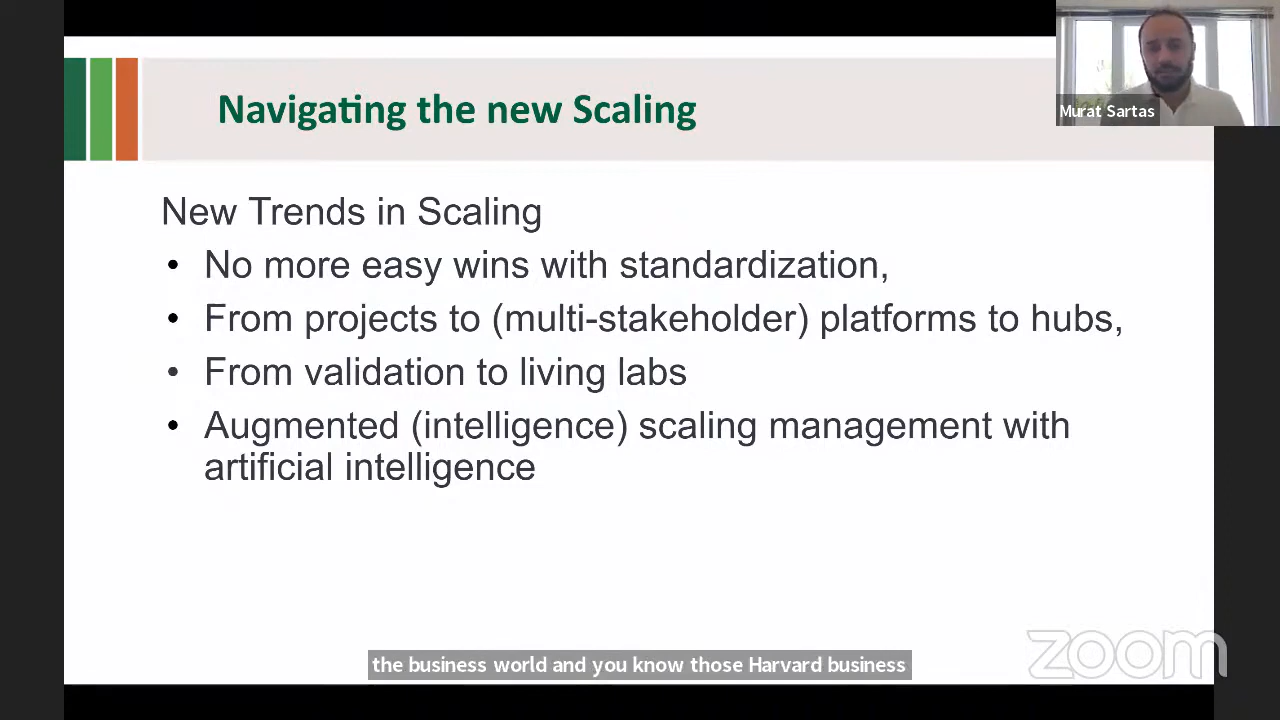 Navigating the new Scaling
Murat Sartas
New Trends in Scaling
• No more easy wins with standardization,
• From projects to (multi-stakeholder) platforms to hubs,
• From validation to living labs
• Augmented (intelligence) scaling management with
artificial intelligence
the business world and you know those Harvard business
zoom